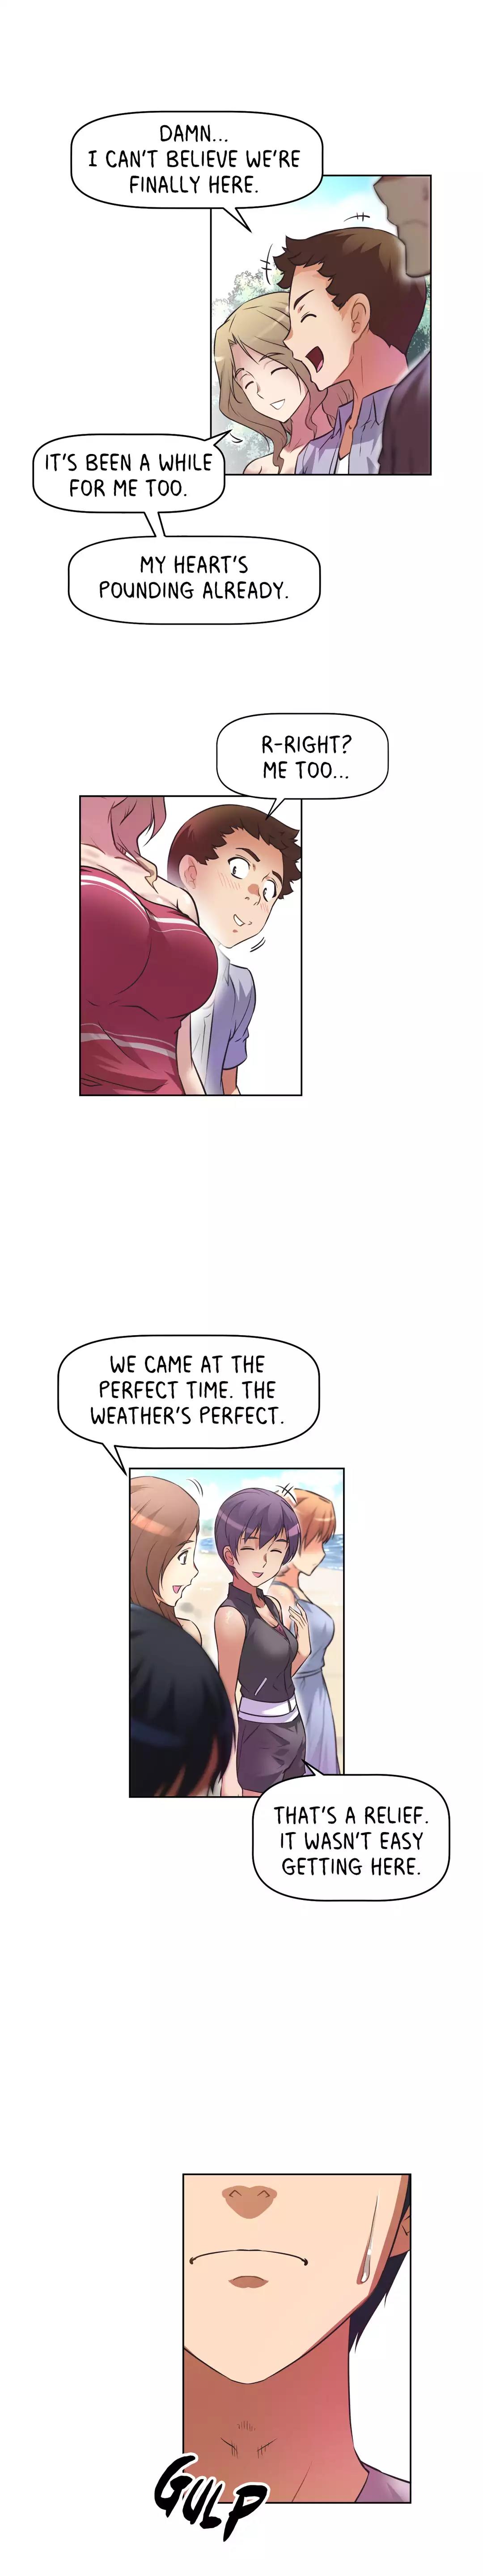 DAMN...
I CAN'T BELIEVE WE'RE
FINALLY HERE.
IT'S BEEN A WHILE
FOR ME TOO.
MY HEART'S
POUNDING ALREADY.
R-RIGHT?
ME TOO...
WE CAME AT THE
PERFECT TIME. THE
WEATHER'S PERFECT.
THAT'S A RELIEF.
IT WASN'T EASY
GETTING HERE.
GULP